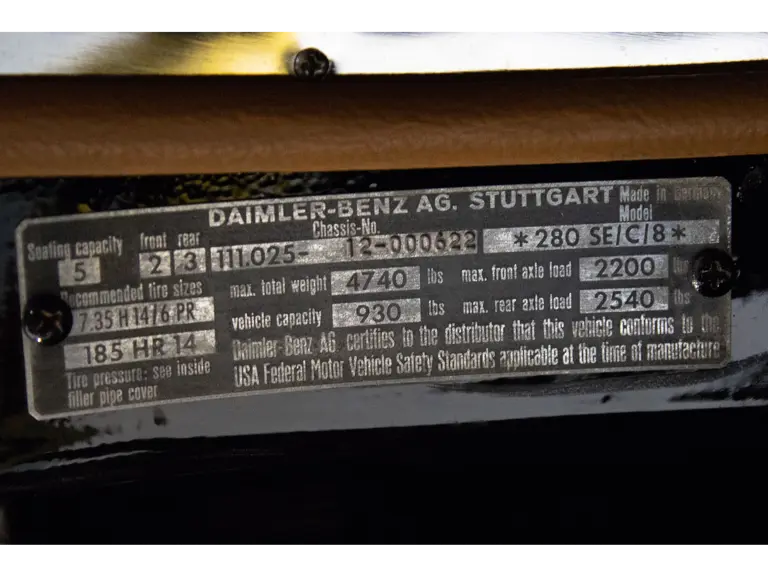 DAIMLER-BENZ AG. STUTTGART Made in Germany
Seating capacity front rear Chassis-No. Model
5 2 3 111.025- 12-000622 *280 SE/C/8*
Recommended tire sizes max. total weight 4740 lbs max. front axle load 2200 lbs
7.35 H 14/6 PR vehicle capacity 930 lbs max. rear axle load 2540 lbs
185 HR 14 Daimler-Benz AG. certifies to the distributor that this vehicle conforms to the
Tire pressure: see inside USA Federal Motor Vehicle Safety Standards applicable at the time of manufacture
filler pipe cover